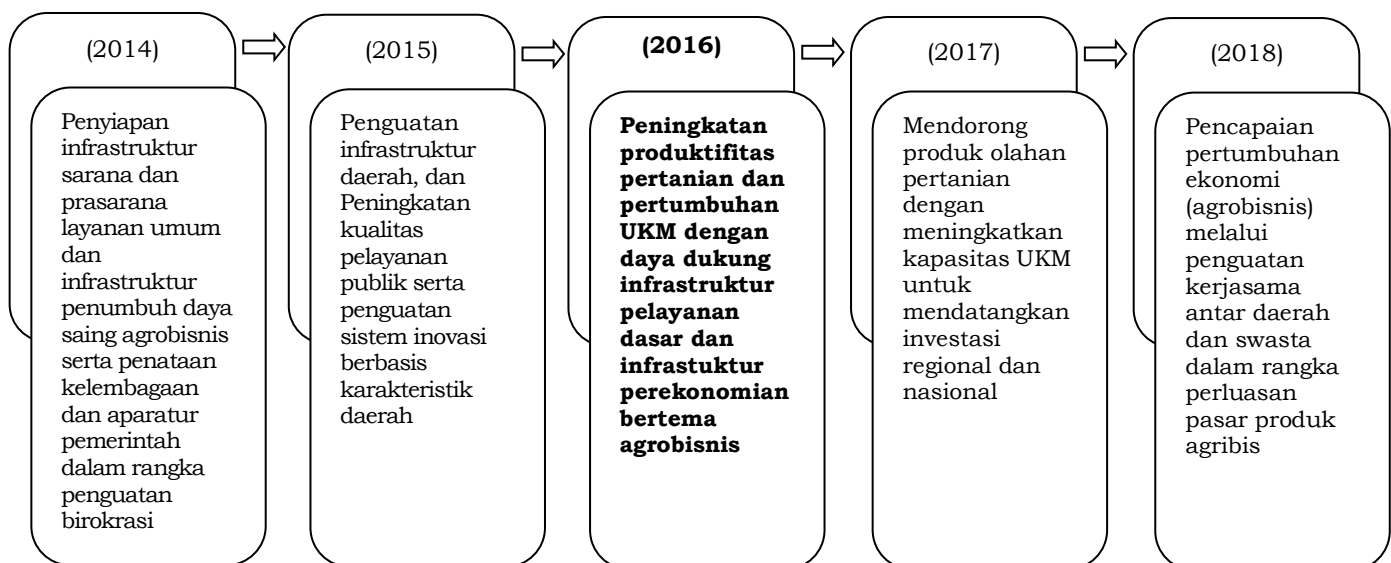 (2014)
Penyiapan
infrastruktur
sarana dan
prasarana
layanan umum
dan
infrastruktur
penumbuh daya
saing agrobisnis
serta penataan
kelembagaan
dan aparatur
pemerintah
dalam rangka
penguatan
birokrasi
(2015)
Penguatan
infrastruktur
daerah, dan
Peningkatan
kualitas
pelayanan
publik serta
penguatan
sistem inovasi
berbasis
karakteristik
daerah
(2016)
Peningkatan
produktifitas
pertanian dan
pertumbuhan
UKM dengan
daya dukung
infrastruktur
pelayanan
dasar dan
infrastuktur
perekonomian
bertema
agrobisnis
(2017)
Mendorong
produk olahan
pertanian
dengan
meningkatkan
kapasitas UKM
untuk
mendatangkan
investasi
regional dan
nasional
(2018)
Pencapaian
pertumbuhan
ekonomi
(agrobisnis)
melalui
penguatan
kerjasama
antar daerah
dan swasta
dalam rangka
perluasan
pasar produk
agribis